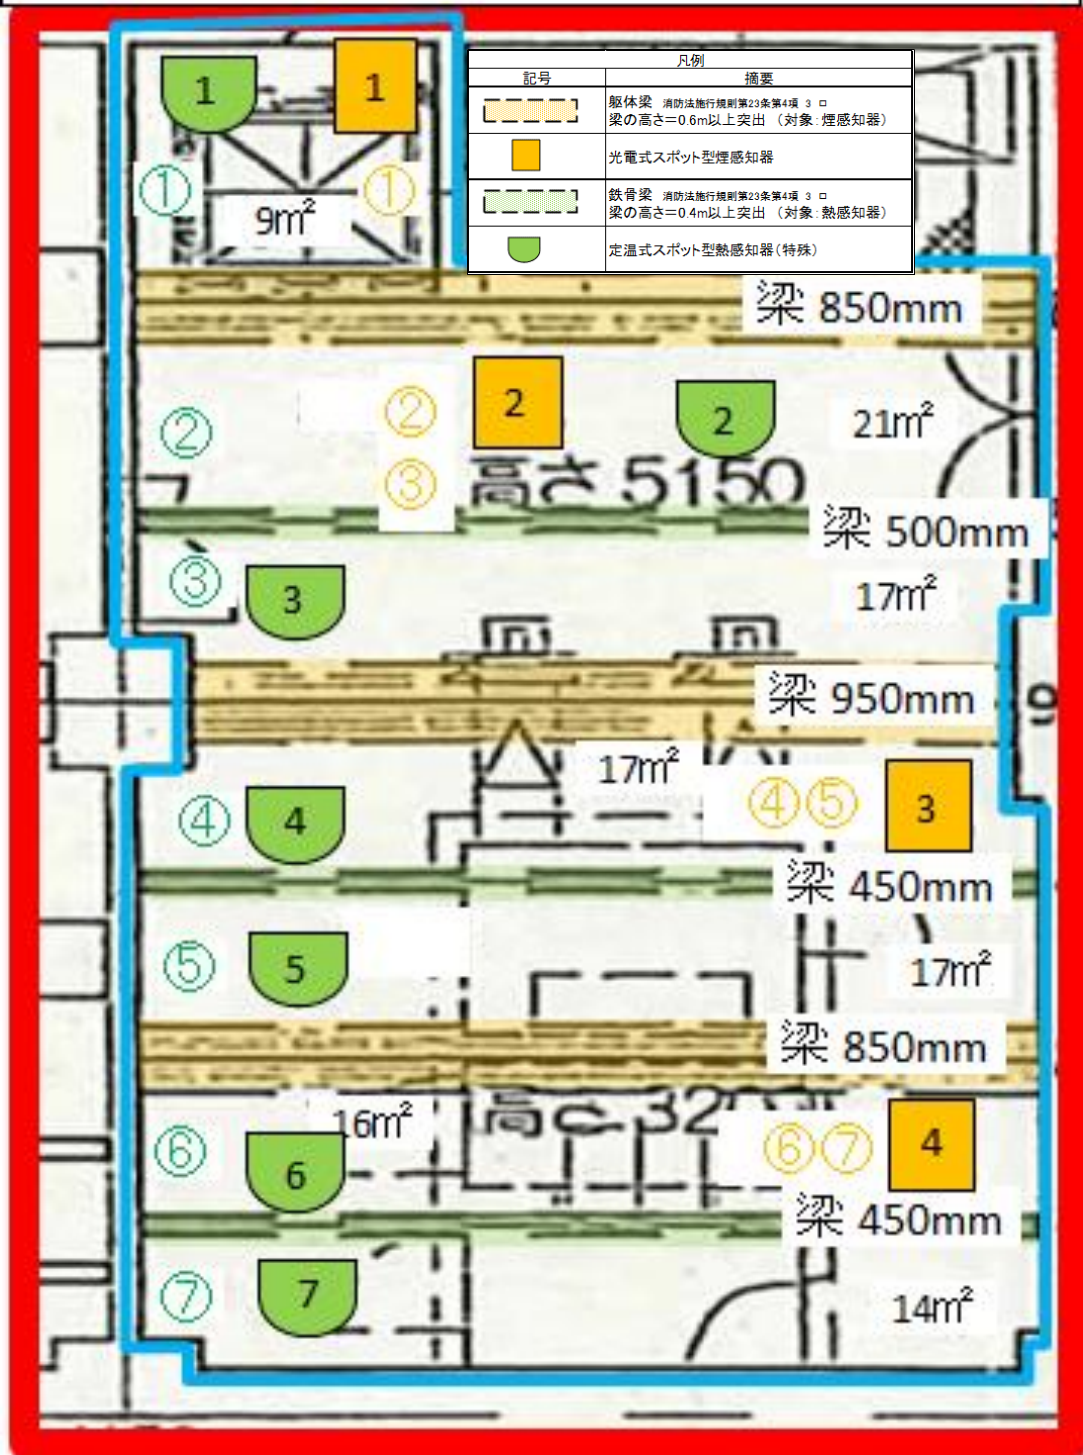 凡例
記号 摘要
躯体梁 消防法施行規則第23条第4項 3 ロ
梁の高さ=0.6m以上突出 (対象:煙感知器)
光電式スポット型煙感知器
鉄骨梁 消防法施行規則第23条第4項 3 ロ
梁の高さ=0.4m以上突出 (対象:熱感知器)
定温式スポット型熱感知器(特殊)
1 1
① ①
9m²
梁 850mm
② ② 2 2 21m²
③ 高さ 5150
梁 500mm
③ 3 17m²
梁 950mm
17m²
④ 4 ④⑤ 3
梁 450mm
⑤ 5 17m²
梁 850mm
16m² 高さ
⑥ 6 ⑥⑦ 4
梁 450mm
⑦ 7 14m²